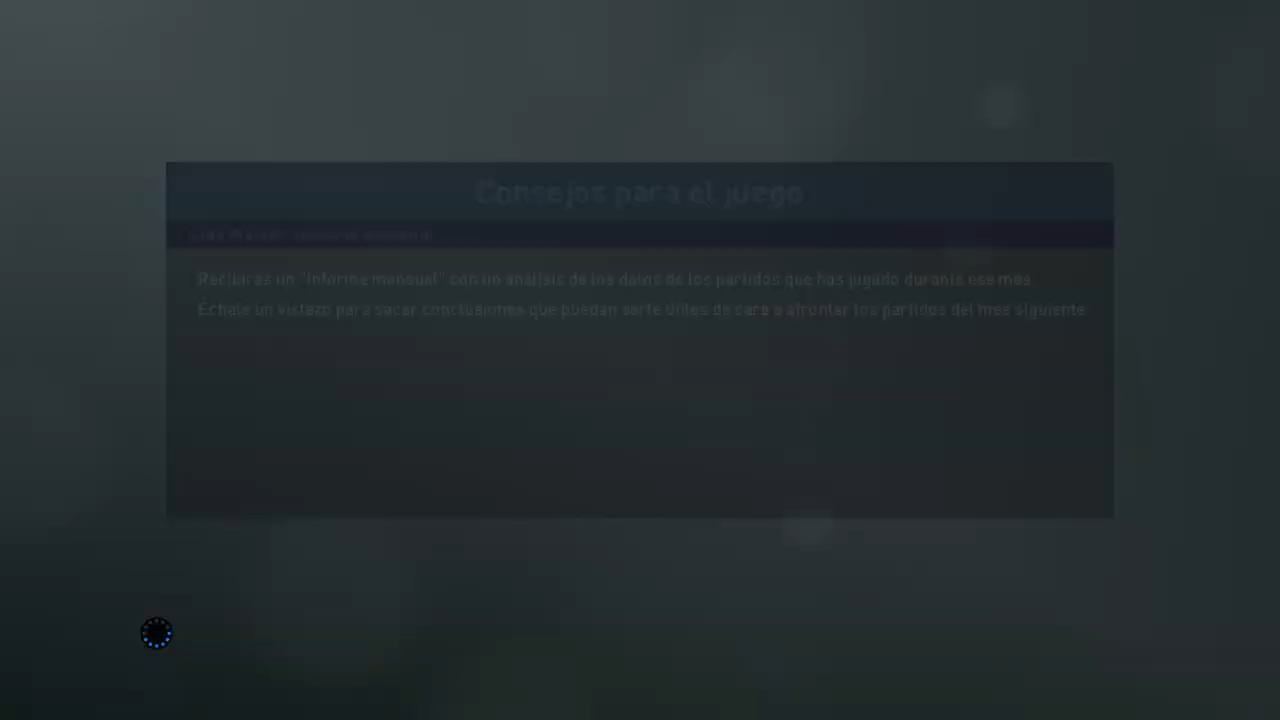 Consejos para el juego
Recibirás un "Informe mensual" con un análisis de los datos de los partidos que has jugado durante ese mes.
Échale un vistazo para sacar conclusiones que puedan serte útiles de cara a afrontar los partidos del mes siguiente.